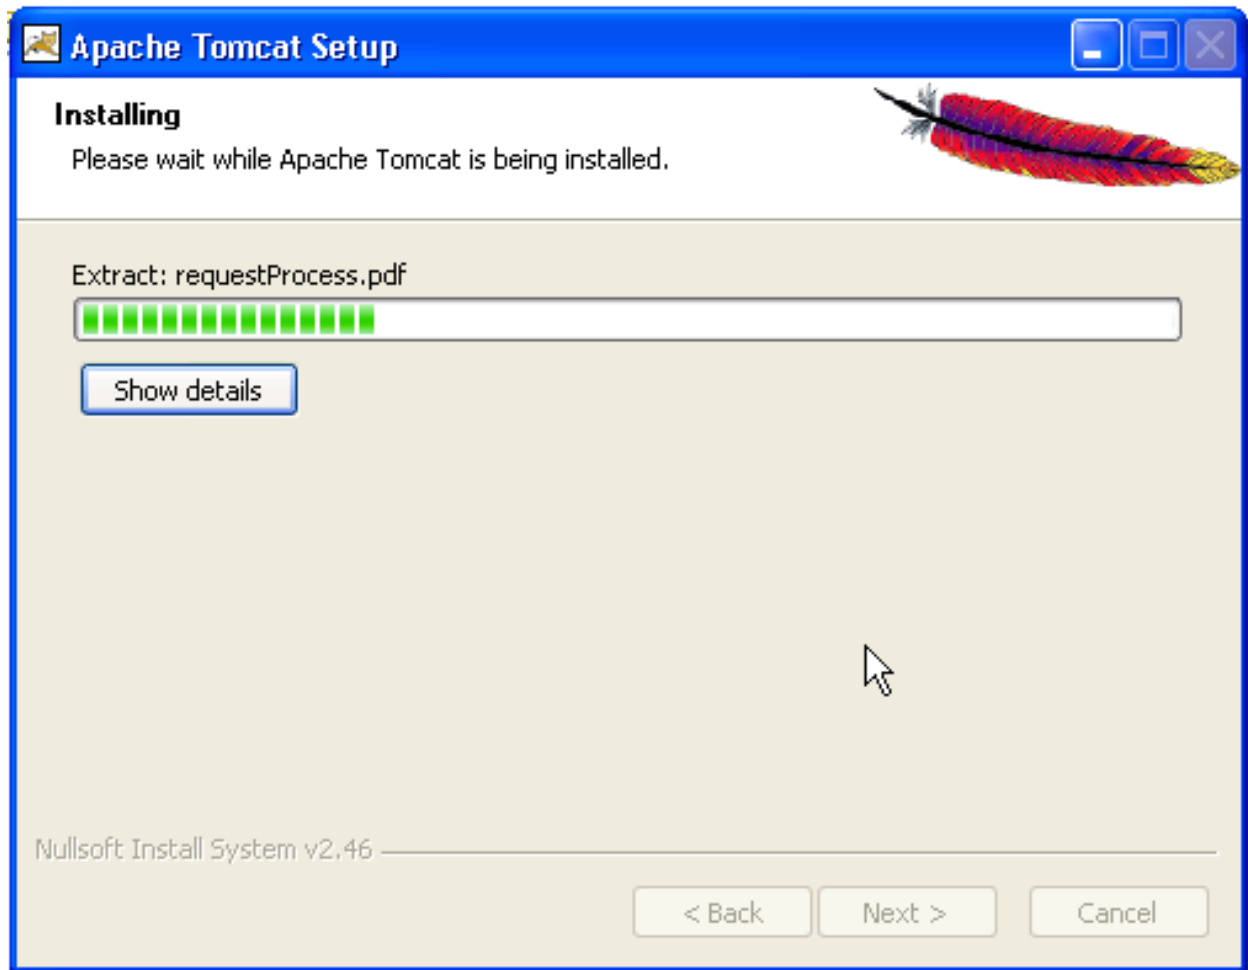 Apache Tomcat Setup
Installing
Please wait while Apache Tomcat is being installed.
Extract: requestProcess.pdf
Show details
Nullsoft Install System v2.46
< Back
Next >
Cancel